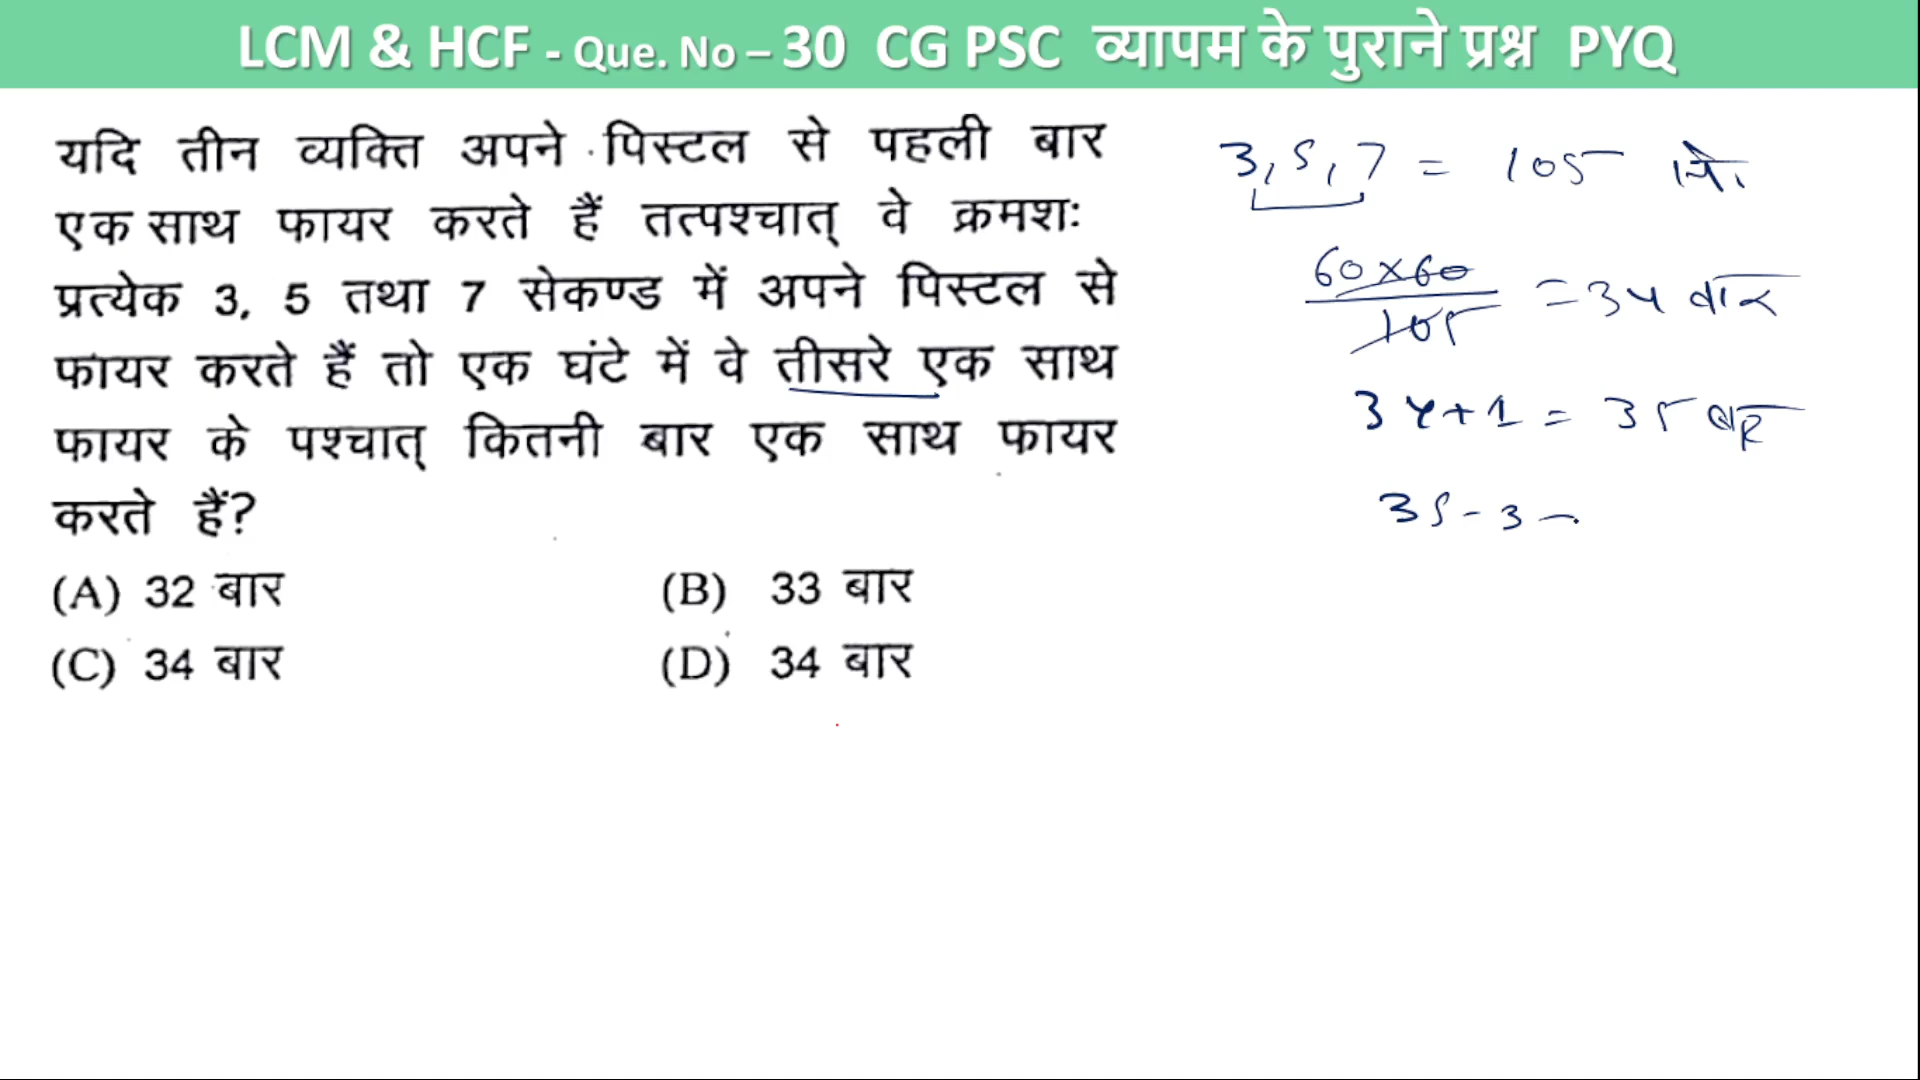 LCM & HCF - Que. No – 30 CG PSC व्यापम के पुराने प्रश्न PYQ
यदि तीन व्यक्ति अपने पिस्टल से पहली बार
एक साथ फायर करते हैं तत्पश्चात् वे क्रमशः
प्रत्येक 3, 5 तथा 7 सेकण्ड में अपने पिस्टल से
फायर करते हैं तो एक घंटे में वे तीसरे एक साथ
फायर के पश्चात् कितनी बार एक साथ फायर
करते हैं?
(A) 32 बार (B) 33 बार
(C) 34 बार (D) 34 बार
3, 5, 7 = 105
60×60
105
= 34 बार
34+1 = 35 बार
35-3 -